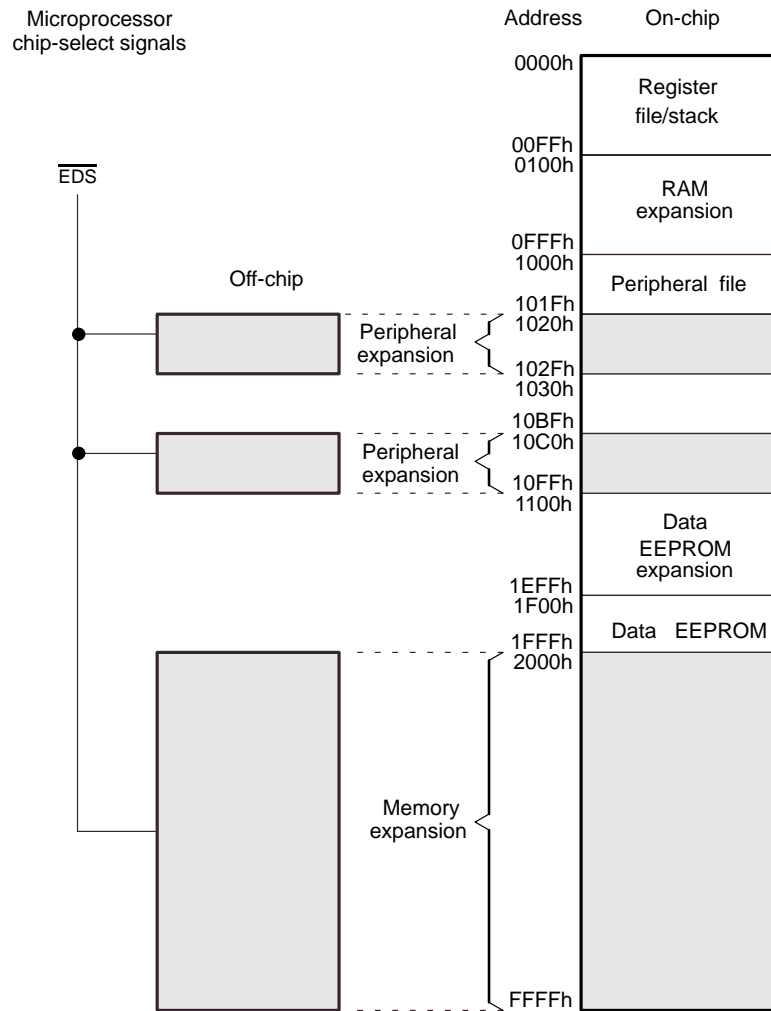 Microprocessor
chip-select signals
Address
On-chip
0000h
Register
file/stack
00FFh
0100h
EDS
RAM
expansion
0FFFh
1000h
Off-chip
Peripheral file
101Fh
1020h
Peripheral
expansion
102Fh
1030h
10BFh
10C0h
Peripheral
expansion
10FFh
1100h
Data
EEPROM
expansion
1EFFh
1F00h
Data EEPROM
1FFFh
2000h
Memory
expansion
FFFFh